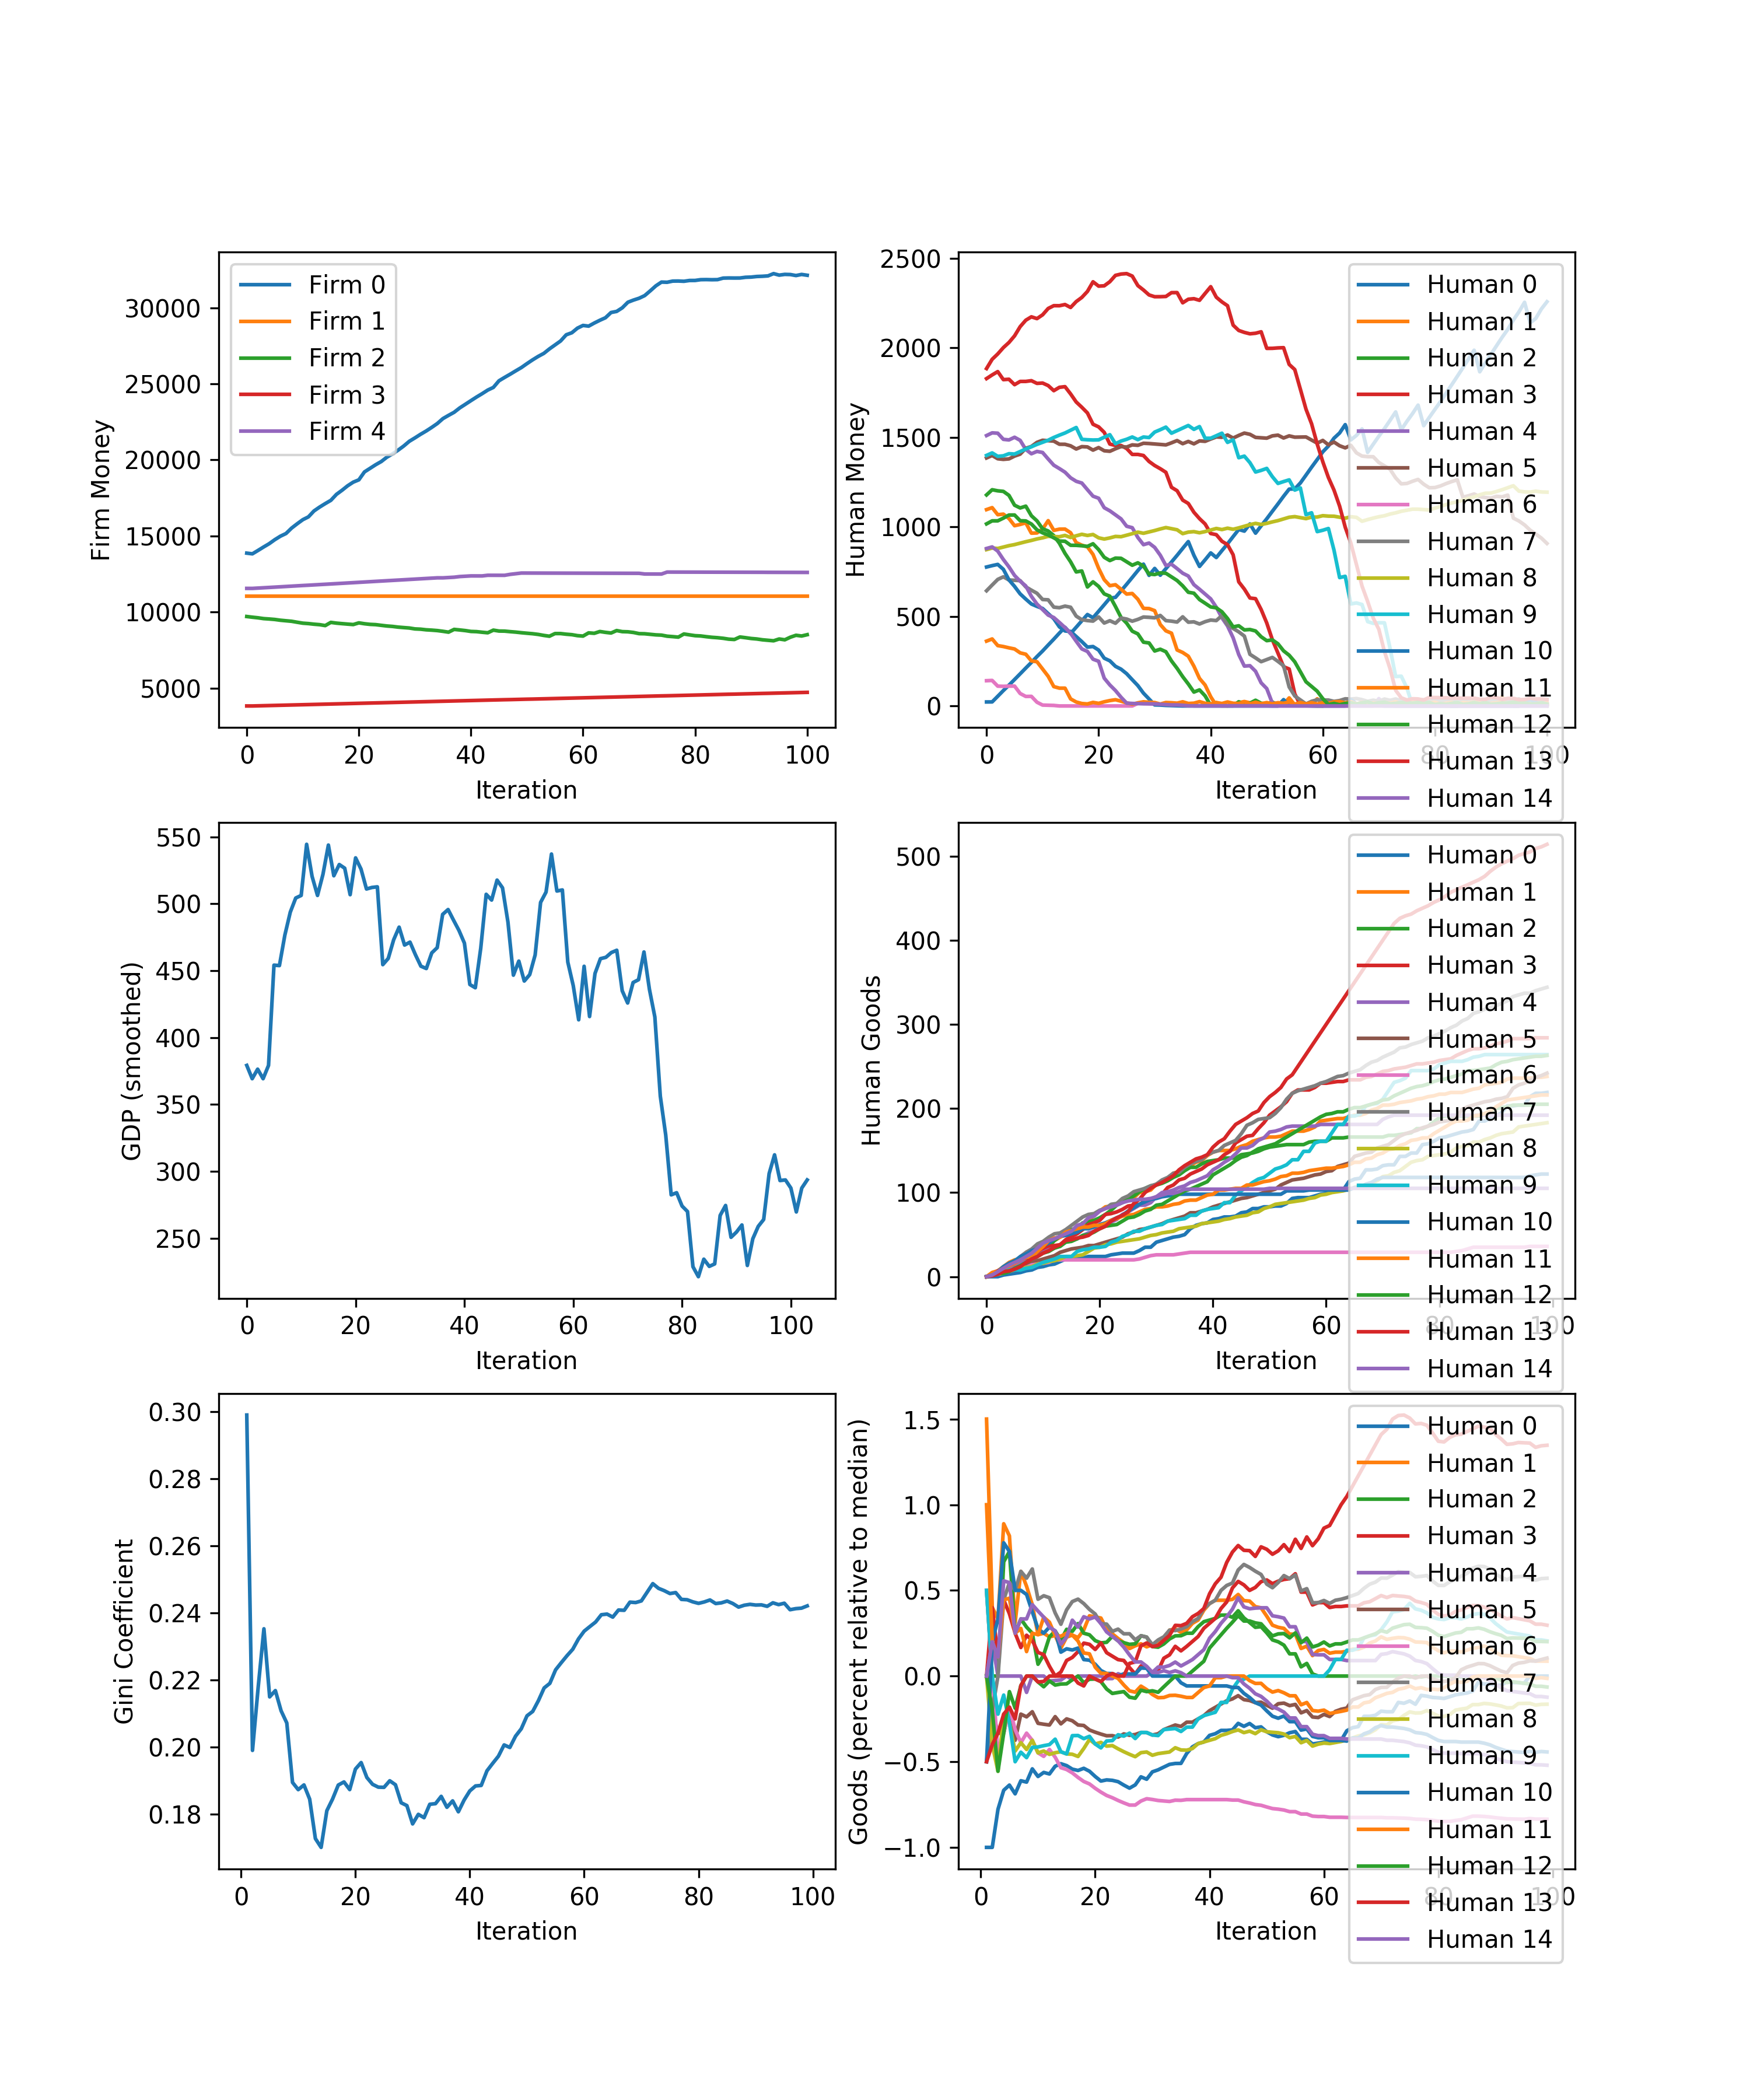 Firm Money
30000
25000
20000
15000
10000
5000
Firm 0
Firm 1
Firm 2
Firm 3
Firm 4
0 20 40 60 80 100
Iteration
Human Money
2500
2000
1500
1000
500
0
Human 0
Human 1
Human 2
Human 3
Human 4
Human 5
Human 6
Human 7
Human 8
Human 9
Human 10
Human 11
Human 12
Human 13
Human 14
0 20 40 60 80 100
Iteration
GDP (smoothed)
550
500
450
400
350
300
250
0 20 40 60 80 100
Iteration
Human Goods
500
400
300
200
100
0
Human 0
Human 1
Human 2
Human 3
Human 4
Human 5
Human 6
Human 7
Human 8
Human 9
Human 10
Human 11
Human 12
Human 13
Human 14
0 20 40 60 80 100
Iteration
Gini Coefficient
0.30
0.28
0.26
0.24
0.22
0.20
0.18
0 20 40 60 80 100
Iteration
Goods (percent relative to median)
1.5
1.0
0.5
0.0
−0.5
−1.0
Human 0
Human 1
Human 2
Human 3
Human 4
Human 5
Human 6
Human 7
Human 8
Human 9
Human 10
Human 11
Human 12
Human 13
Human 14
0 20 40 60 80 100
Iteration